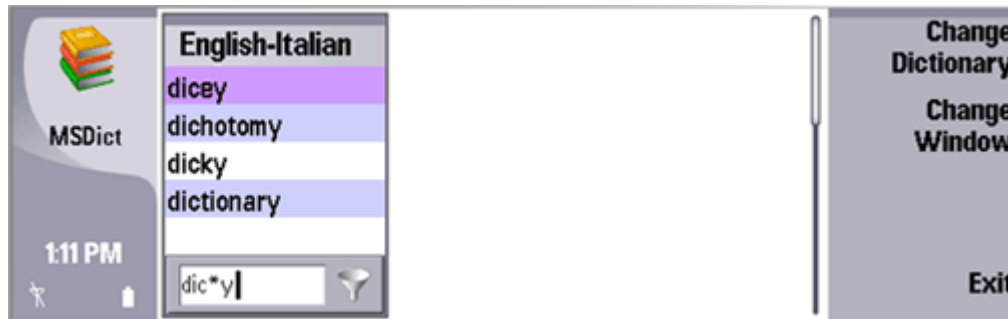 MSDict
1:11 PM
English-Italian
dicey
dichotomy
dicky
dictionary
dic*y
Change
Dictionary
Change
Window
Exit